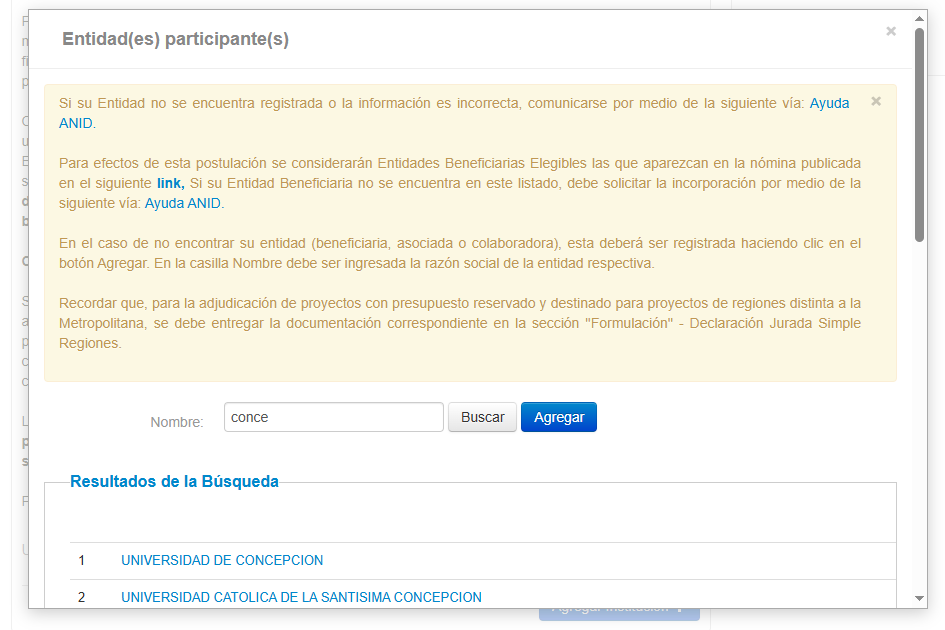 Entidad(es) participante(s)
×
Si su Entidad no se encuentra registrada o la información es incorrecta, comunicarse por medio de la siguiente vía: Ayuda
ANID.
×
Para efectos de esta postulación se considerarán Entidades Beneficiarias Elegibles las que aparezcan en la nómina publicada
en el siguiente link, Si su Entidad Beneficiaria no se encuentra en este listado, debe solicitar la incorporación por medio de la
siguiente vía: Ayuda ANID.
En el caso de no encontrar su entidad (beneficiaria, asociada o colaboradora), esta deberá ser registrada haciendo clic en el
botón Agregar. En la casilla Nombre debe ser ingresada la razón social de la entidad respectiva.
Recordar que, para la adjudicación de proyectos con presupuesto reservado y destinado para proyectos de regiones distinta a la
Metropolitana, se debe entregar la documentación correspondiente en la sección "Formulación" - Declaración Jurada Simple
Regiones.
Nombre: conce Buscar Agregar
Resultados de la Búsqueda
1 UNIVERSIDAD DE CONCEPCION
2 UNIVERSIDAD CATOLICA DE LA SANTISIMA CONCEPCION